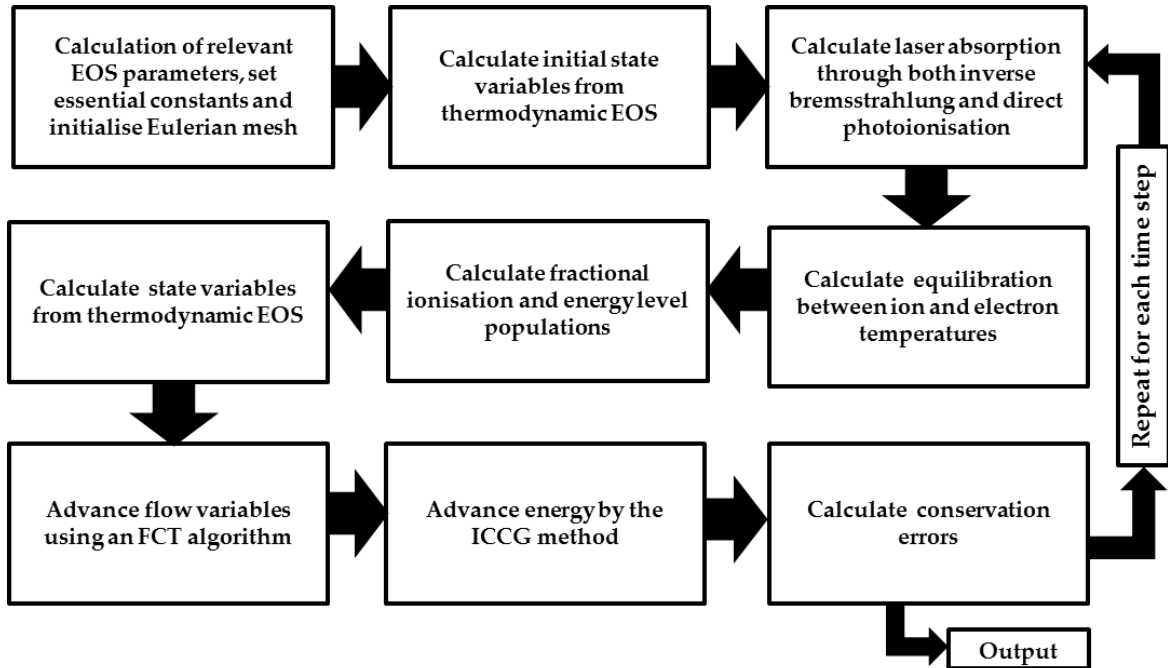 Calculation of relevant
EOS parameters, set
essential constants and
initialise Eulerian mesh
Calculate initial state
variables from
thermodynamic EOS
Calculate laser absorption
through both inverse
bremsstrahlung and direct
photoionisation
Repeat for each time step
Calculate equilibration
between ion and electron
temperatures
Calculate fractional
ionisation and energy level
populations
Calculate state variables
from thermodynamic EOS
Advance flow variables
using an FCT algorithm
Advance energy by the
ICCG method
Calculate conservation
errors
Output